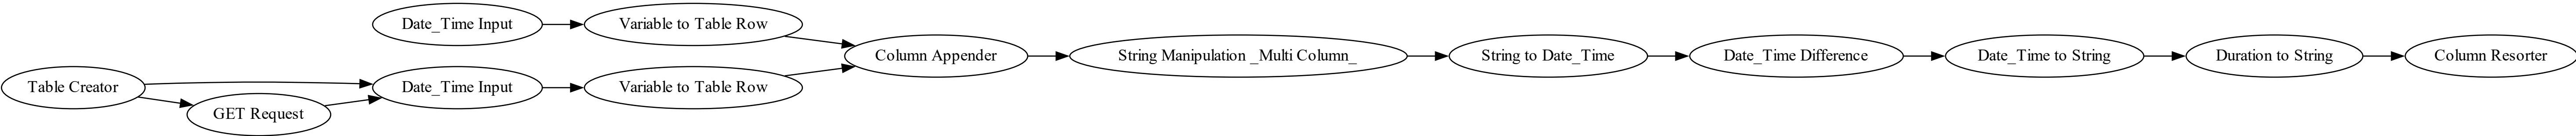 Date_Time Input
Variable to Table Row
Table Creator
GET Request
Date_Time Input
Variable to Table Row
Column Appender
String Manipulation _Multi Column_
String to Date_Time
Date_Time Difference
Date_Time to String
Duration to String
Column Resorter